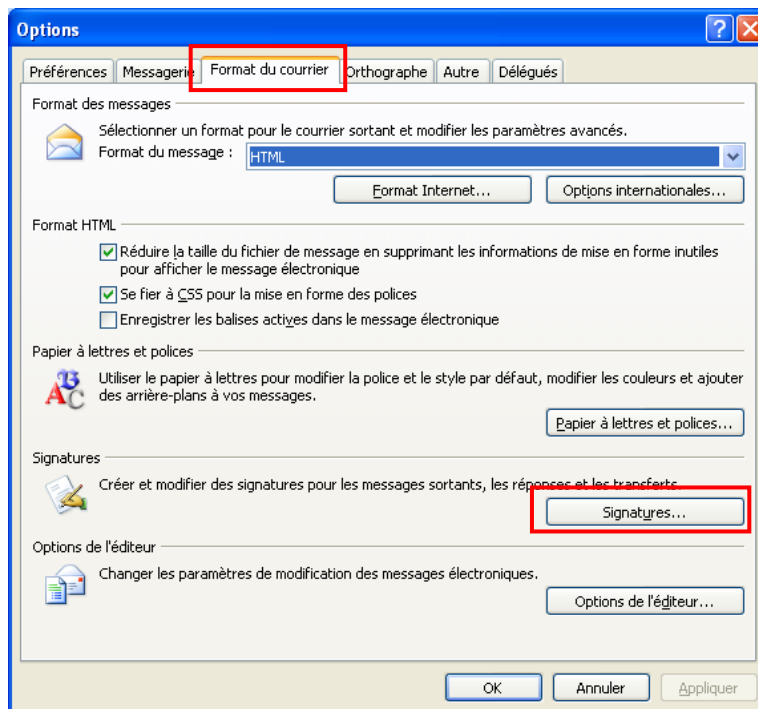 Options
Préférences Messagerie Format du courrier Orthographe Autre Délégués
Format des messages
Sélectionner un format pour le courrier sortant et modifier les paramètres avancés.
Format du message : HTML
Format Internet... Options internationales...
Format HTML
Réduire la taille du fichier de message en supprimant les informations de mise en forme inutiles
pour afficher le message électronique
Se fier à CSS pour la mise en forme des polices
Enregistrer les balises actives dans le message électronique
Papier à lettres et polices
Utiliser le papier à lettres pour modifier la police et le style par défaut, modifier les couleurs et ajouter
des arrière-plans à vos messages.
Papier à lettres et polices...
Signatures
Créer et modifier des signatures pour les messages sortants, les réponses et les transferts.
Signatures...
Options de l'éditeur
Changer les paramètres de modification des messages électroniques.
Options de l'éditeur...
OK Annuler Appliquer